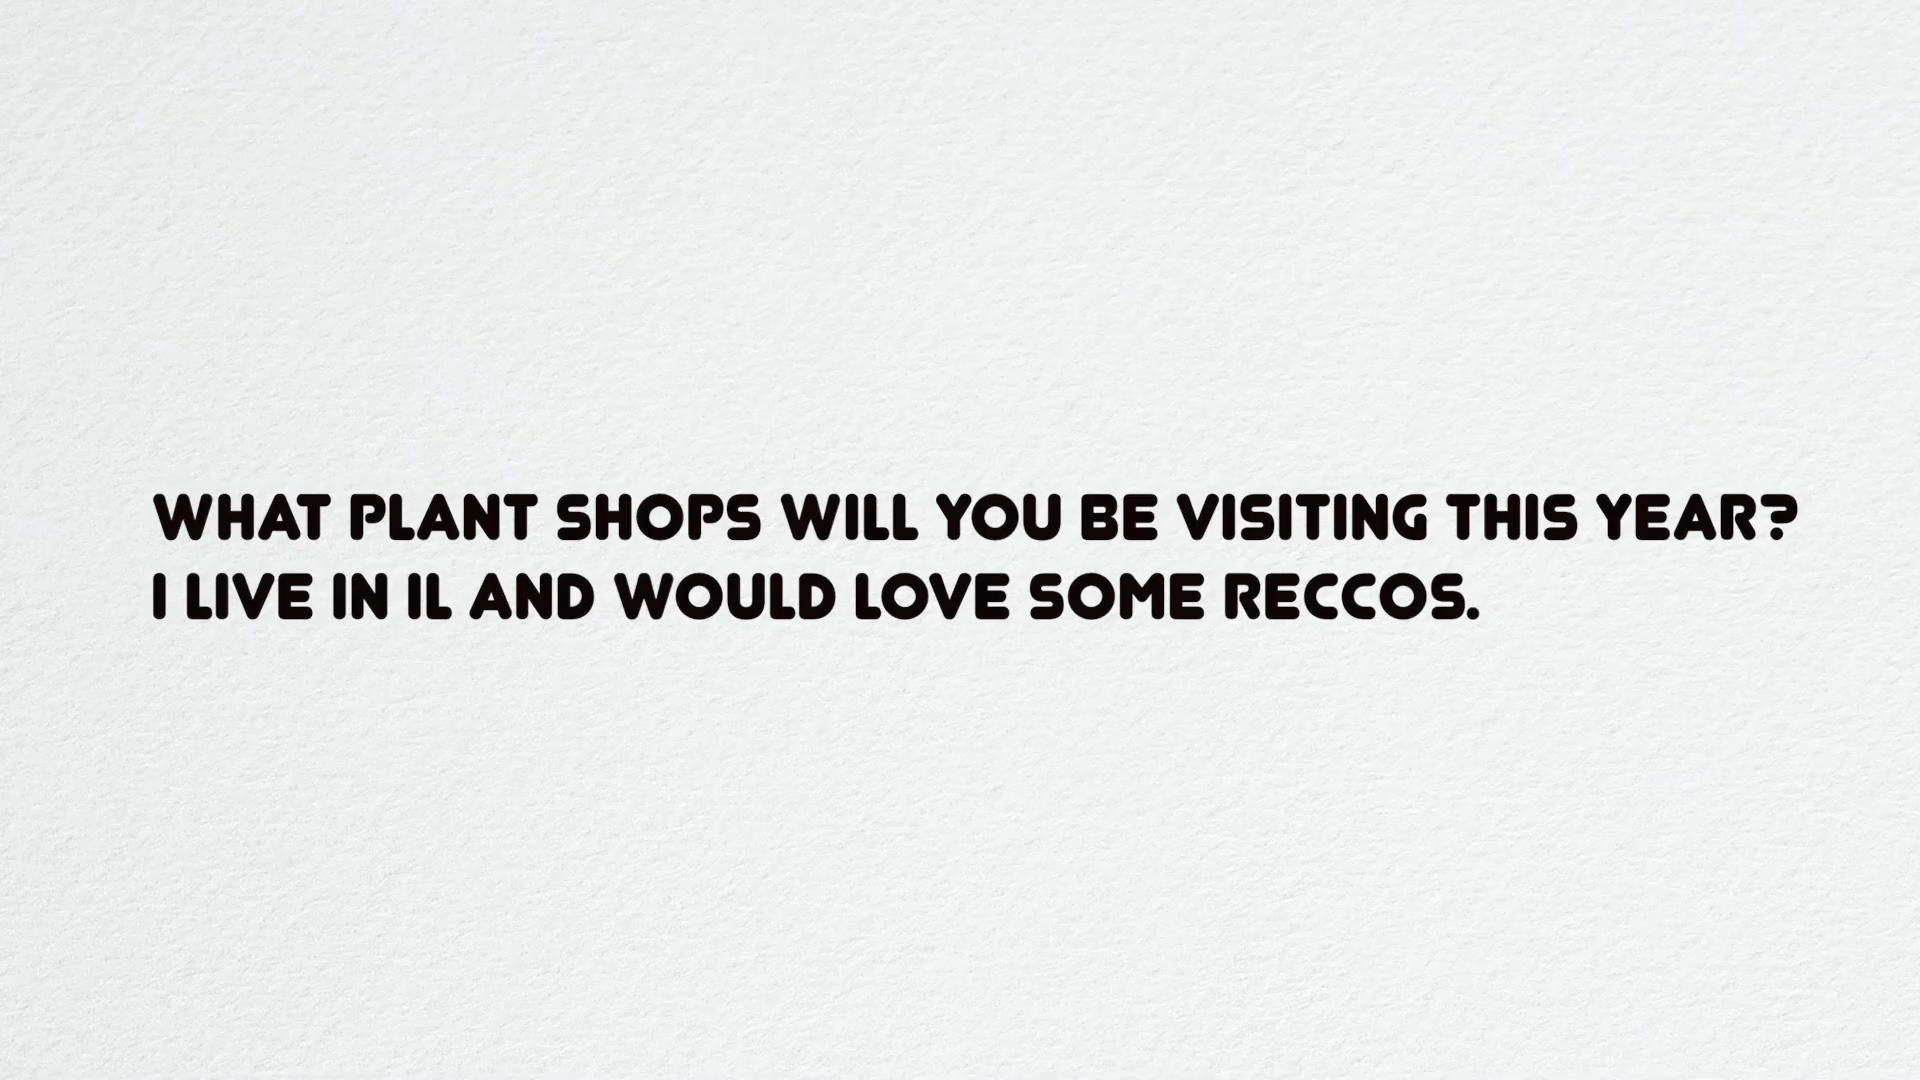 WHAT PLANT SHOPS WILL YOU BE VISITING THIS YEAR?
I LIVE IN IL AND WOULD LOVE SOME RECCOS.